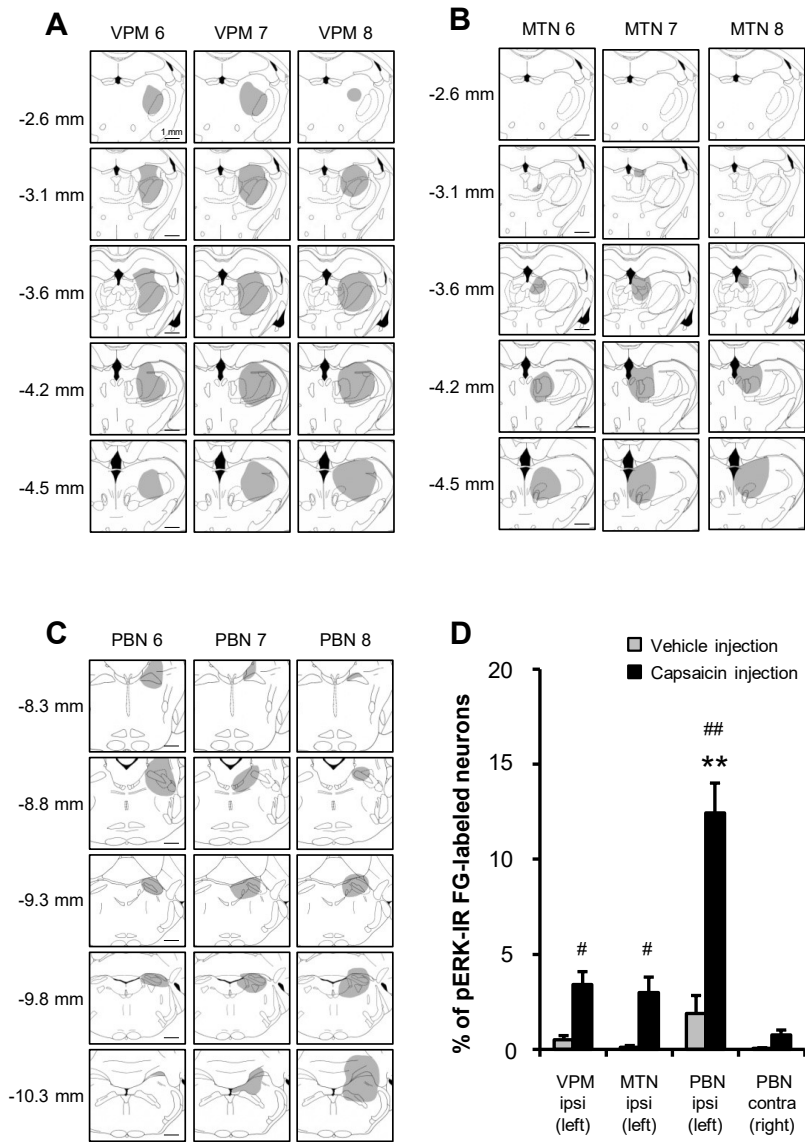 A
VPM 6 VPM 7 VPM 8
-2.6 mm
1 mm
-3.1 mm
-3.6 mm
-4.2 mm
-4.5 mm
B
MTN 6 MTN 7 MTN 8
-2.6 mm
-3.1 mm
-3.6 mm
-4.2 mm
-4.5 mm
C
PBN 6 PBN 7 PBN 8
-8.3 mm
-8.8 mm
-9.3 mm
-9.8 mm
-10.3 mm
D
Vehicle injection
Capsaicin injection
% of pERK-IR FG-labeled neurons
20
15
10
5
0
#
#
##
**
VPM MTN PBN PBN
ipsi ipsi ipsi contra
(left) (left) (left) (right)